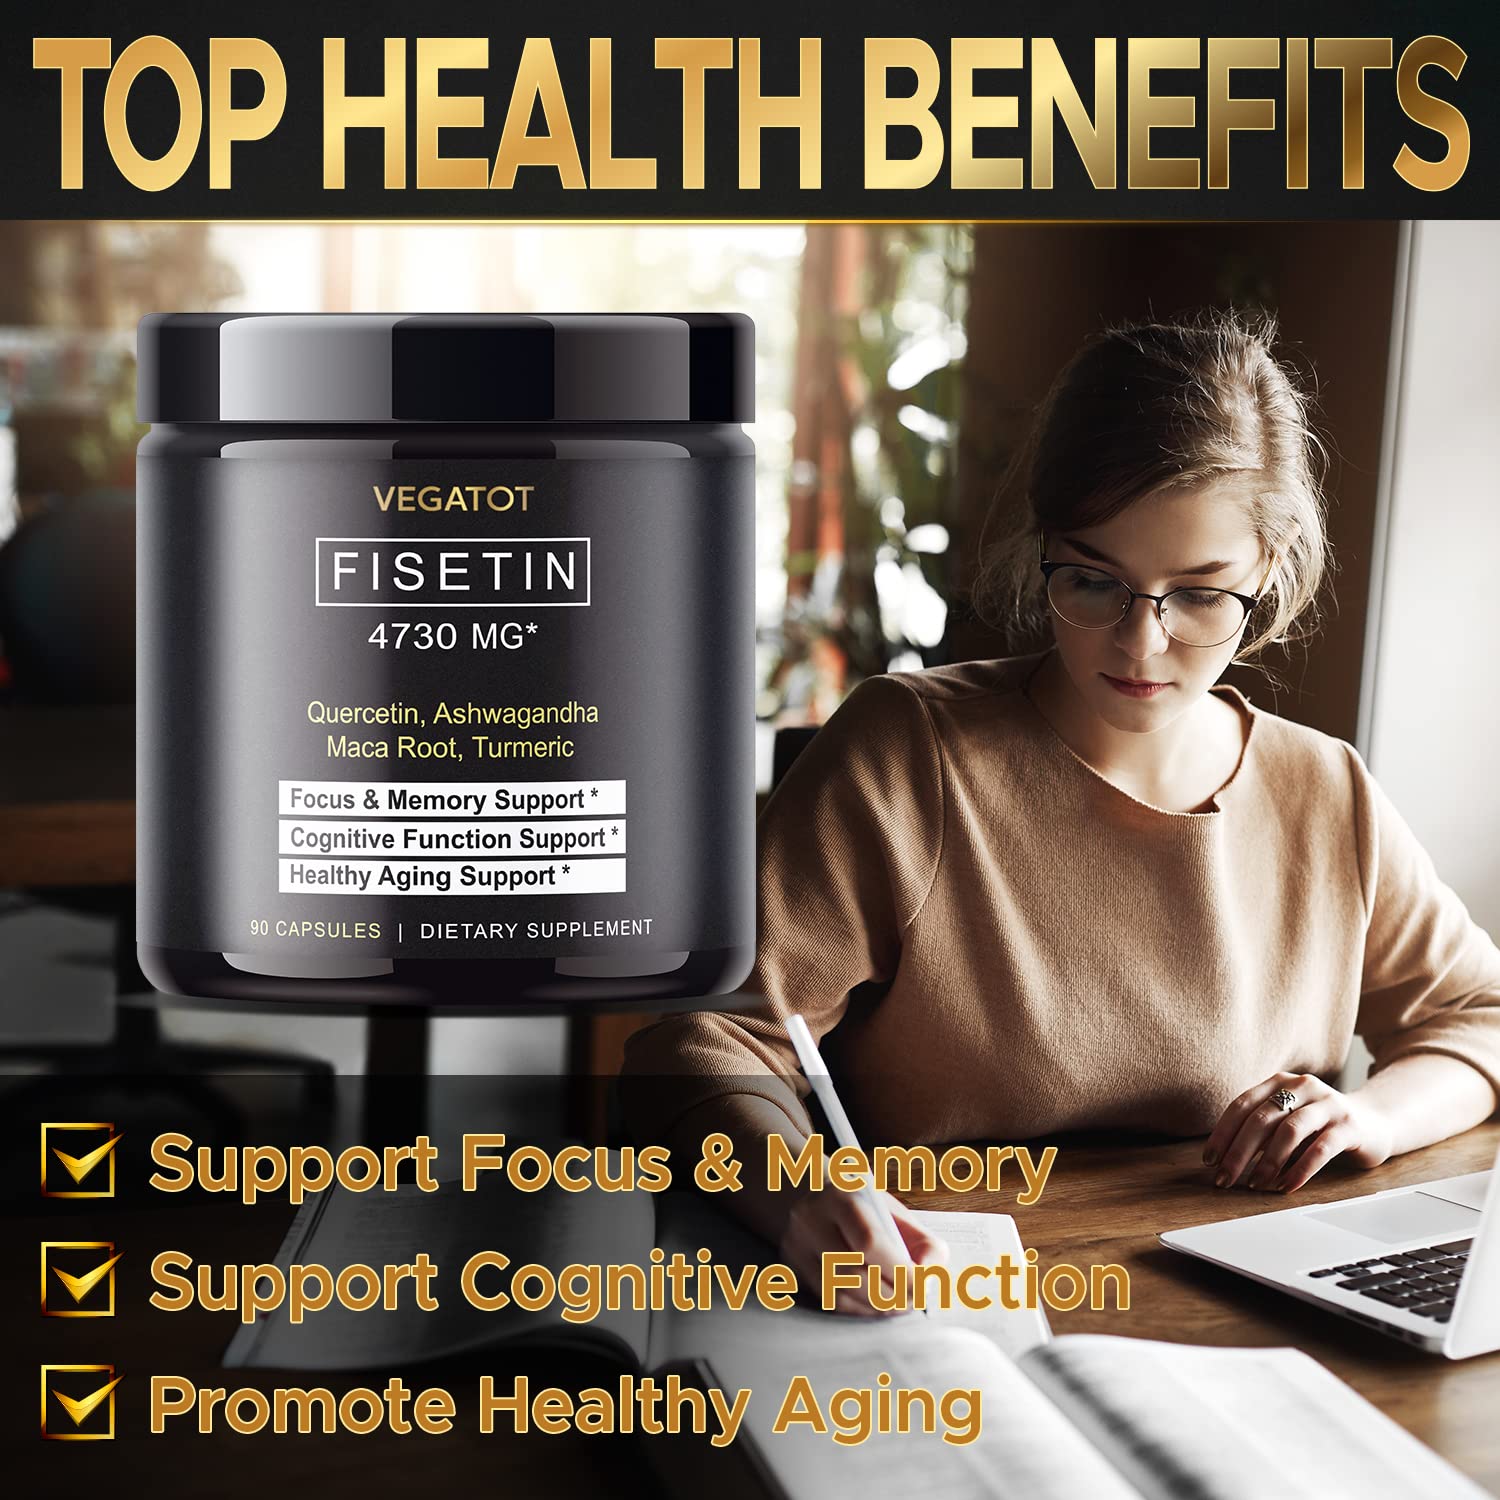 TOP HEALTH BENEFITS
VEGATOT
FISETIN
4730 MG*
Quercetin, Ashwagandha
Maca Root, Turmeric
Focus & Memory Support *
Cognitive Function Support *
Healthy Aging Support *
90 CAPSULES | DIETARY SUPPLEMENT
Support Focus & Memory
Support Cognitive Function
Promote Healthy Aging